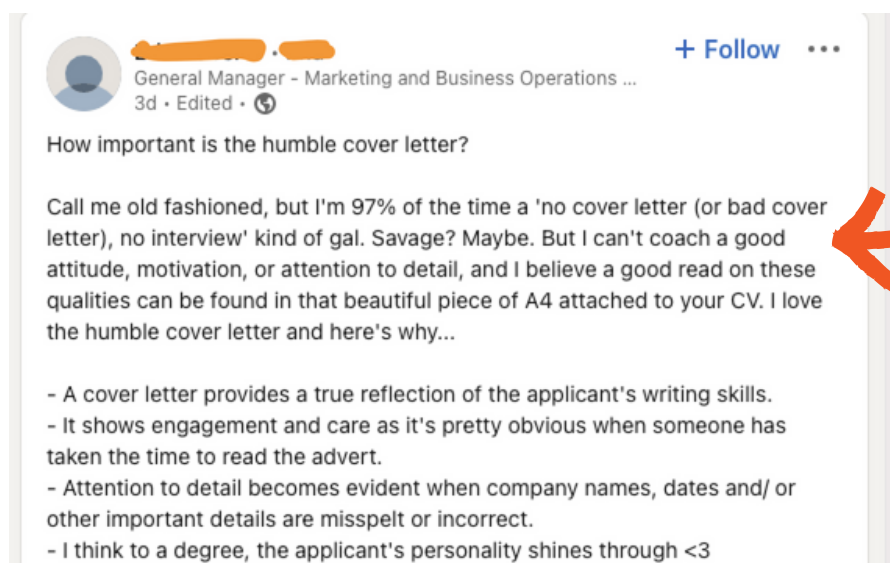 + Follow •••
General Manager - Marketing and Business Operations ...
3d • Edited •
How important is the humble cover letter?
Call me old fashioned, but I'm 97% of the time a 'no cover letter (or bad cover
letter), no interview' kind of gal. Savage? Maybe. But I can't coach a good
attitude, motivation, or attention to detail, and I believe a good read on these
qualities can be found in that beautiful piece of A4 attached to your CV. I love
the humble cover letter and here's why...
- A cover letter provides a true reflection of the applicant's writing skills.
- It shows engagement and care as it's pretty obvious when someone has
taken the time to read the advert.
- Attention to detail becomes evident when company names, dates and/ or
other important details are misspelt or incorrect.
- I think to a degree, the applicant's personality shines through <3